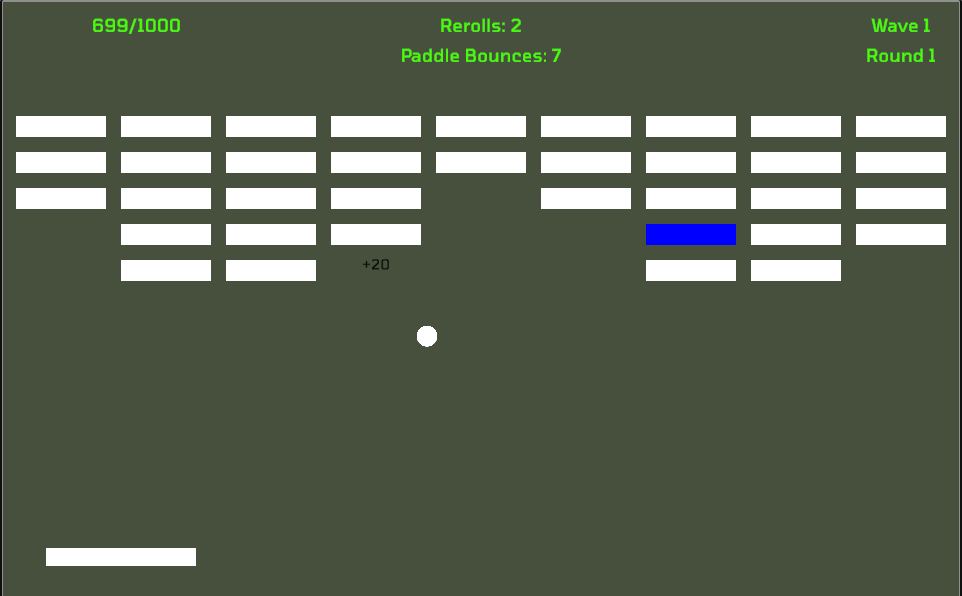 699/1000
Rerolls: 2
Wave 1
Paddle Bounces: 7
Round 1
+20